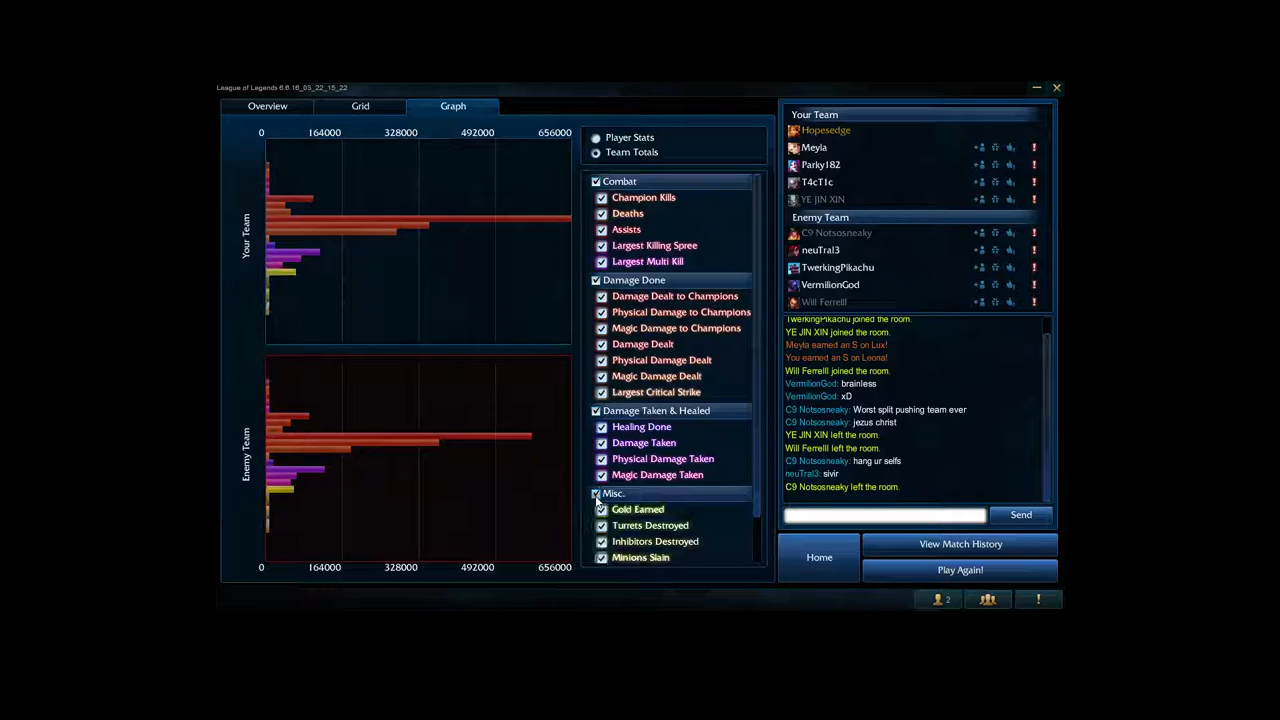 League of Legends 6.6.16_03_22_15_22
Overview
Grid
Graph
0 164000 328000 492000 656000
Your Team
Enemy Team
0 164000 328000 492000 656000
Player Stats
Team Totals
Combat
Champion Kills
Deaths
Assists
Largest Killing Spree
Largest Multi Kill
Damage Done
Damage Dealt to Champions
Physical Damage to Champions
Magic Damage to Champions
Damage Dealt
Physical Damage Dealt
Magic Damage Dealt
Largest Critical Strike
Damage Taken & Healed
Healing Done
Damage Taken
Physical Damage Taken
Magic Damage Taken
Misc.
Gold Earned
Turrets Destroyed
Inhibitors Destroyed
Minions Slain
Your Team
Hopesedge
Meyla
Parky182
T4cT1c
YE JIN XIN
Enemy Team
C9 Notsosneaky
neuTral3
TwerkingPikachu
VermilionGod
Will Ferrelll
TwerkingPikachu joined the room.
YE JIN XIN joined the room.
Meyla earned an S on Lux!
You earned an S on Leona!
Will Ferrelll joined the room.
VermilionGod: brainless
VermilionGod: xD
C9 Notsosneaky: Worst split pushing team ever
C9 Notsosneaky: jezus christ
YE JIN XIN left the room.
Will Ferrelll left the room.
C9 Notsosneaky: hang ur selfs
neuTral3: sivir
C9 Notsosneaky left the room.
Send
Home
View Match History
Play Again!
2